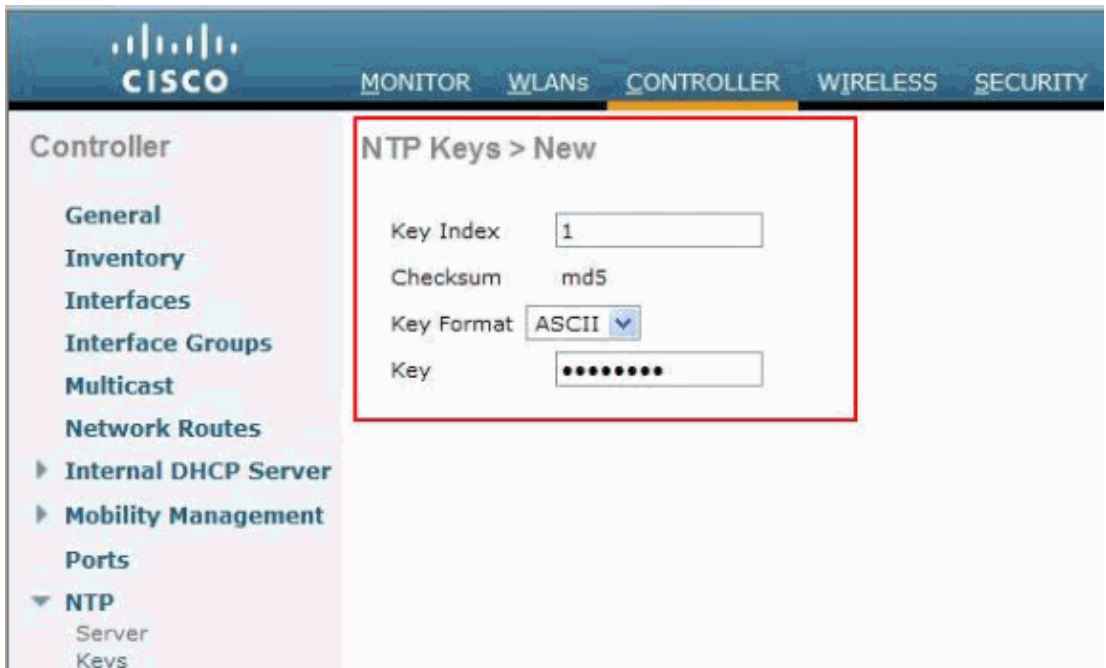 CISCO
MONITOR WLANs CONTROLLER WIRELESS SECURITY
Controller
General
Inventory
Interfaces
Interface Groups
Multicast
Network Routes
Internal DHCP Server
Mobility Management
Ports
NTP
Server
Keys
NTP Keys > New
Key Index 1
Checksum md5
Key Format ASCII
Key ••••••••